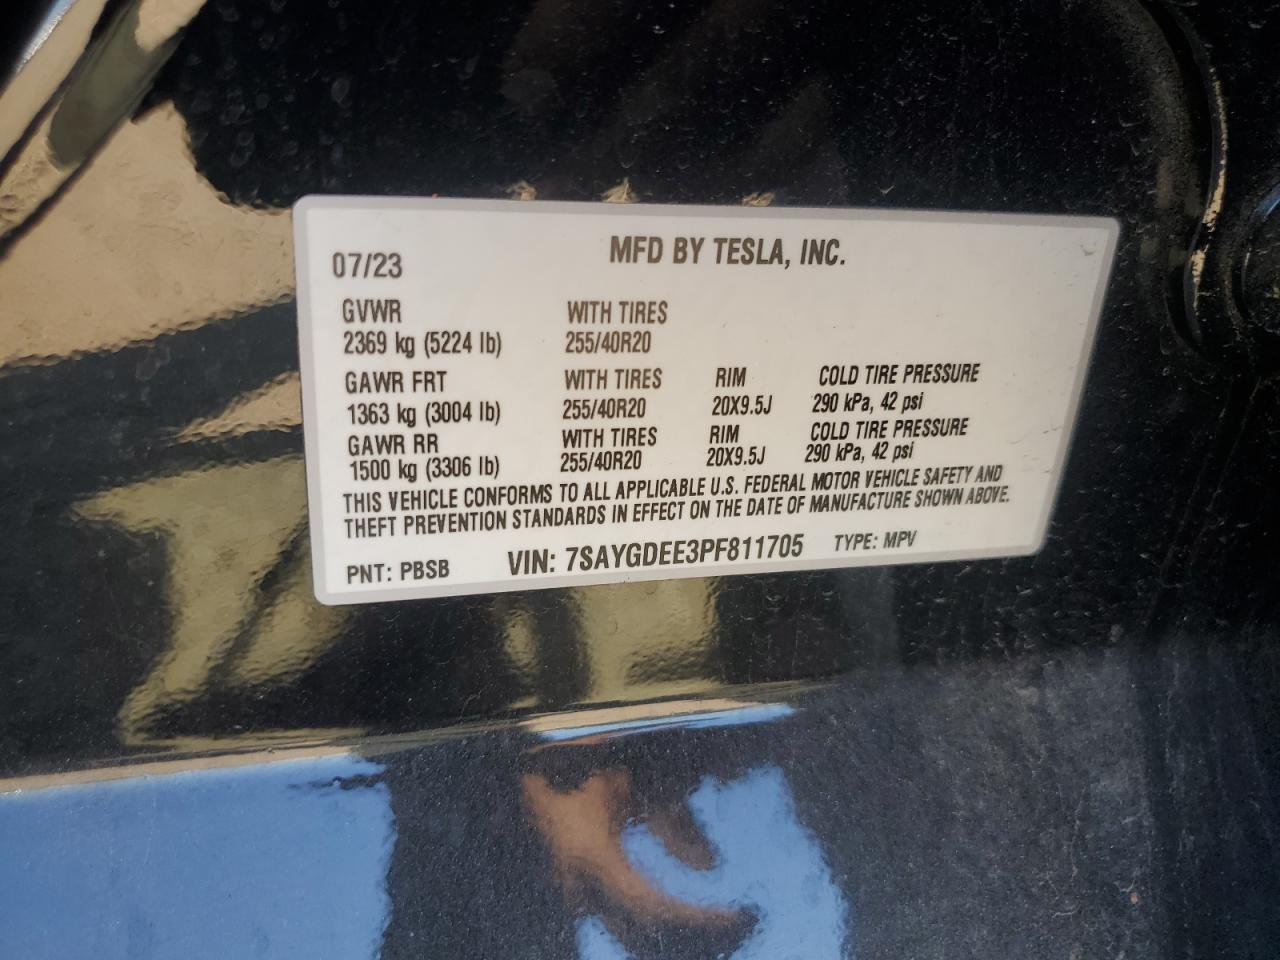 MFD BY TESLA, INC.
07/23
GVWR WITH TIRES
2369 kg (5224 lb) 255/40R20
GAWR FRT WITH TIRES RIM COLD TIRE PRESSURE
1363 kg (3004 lb) 255/40R20 20X9.5J 290 kPa, 42 psi
GAWR RR WITH TIRES RIM COLD TIRE PRESSURE
1500 kg (3306 lb) 255/40R20 20X9.5J 290 kPa, 42 psi
THIS VEHICLE CONFORMS TO ALL APPLICABLE U.S. FEDERAL MOTOR VEHICLE SAFETY AND
THEFT PREVENTION STANDARDS IN EFFECT ON THE DATE OF MANUFACTURE SHOWN ABOVE.
PNT: PBSB VIN: 7SAYGDEE3PF811705 TYPE: MPV